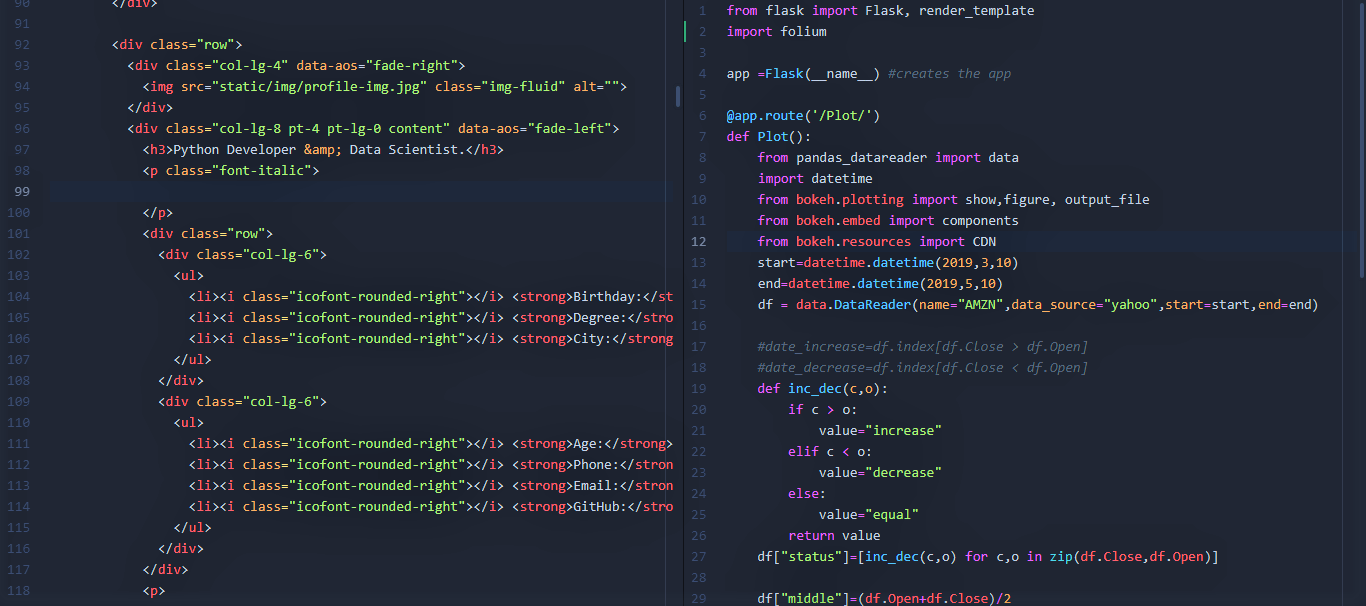 90 </div>
91
92 <div class="row">
93 <div class="col-lg-4" data-aos="fade-right">
94 <img src="static/img/profile-img.jpg" class="img-fluid" alt="">
95 </div>
96 <div class="col-lg-8 pt-4 pt-lg-0 content" data-aos="fade-left">
97 <h3>Python Developer &amp; Data Scientist.</h3>
98 <p class="font-italic">
99
100 </p>
101 <div class="row">
102 <div class="col-lg-6">
103 <ul>
104 <li><i class="icofont-rounded-right"></i> <strong>Birthday:</st
105 <li><i class="icofont-rounded-right"></i> <strong>Degree:</stro
106 <li><i class="icofont-rounded-right"></i> <strong>City:</strong
107 </ul>
108 </div>
109 <div class="col-lg-6">
110 <ul>
111 <li><i class="icofont-rounded-right"></i> <strong>Age:</strong>
112 <li><i class="icofont-rounded-right"></i> <strong>Phone:</stron
113 <li><i class="icofont-rounded-right"></i> <strong>Email:</stron
114 <li><i class="icofont-rounded-right"></i> <strong>GitHub:</stro
115 </ul>
116 </div>
117 </div>
118 <p>
1 from flask import Flask, render_template
2 import folium
3
4 app =Flask(__name__) #creates the app
5
6 @app.route('/Plot/')
7 def Plot():
8 from pandas_datareader import data
9 import datetime
10 from bokeh.plotting import show,figure, output_file
11 from bokeh.embed import components
12 from bokeh.resources import CDN
13 start=datetime.datetime(2019,3,10)
14 end=datetime.datetime(2019,5,10)
15 df = data.DataReader(name="AMZN",data_source="yahoo",start=start,end=end)
16
17 #date_increase=df.index[df.Close > df.Open]
18 #date_decrease=df.index[df.Close < df.Open]
19 def inc_dec(c,o):
20 if c > o:
21 value="increase"
22 elif c < o:
23 value="decrease"
24 else:
25 value="equal"
26 return value
27 df["status"]=[inc_dec(c,o) for c,o in zip(df.Close,df.Open)]
28
29 df["middle"]=(df.Open+df.Close)/2